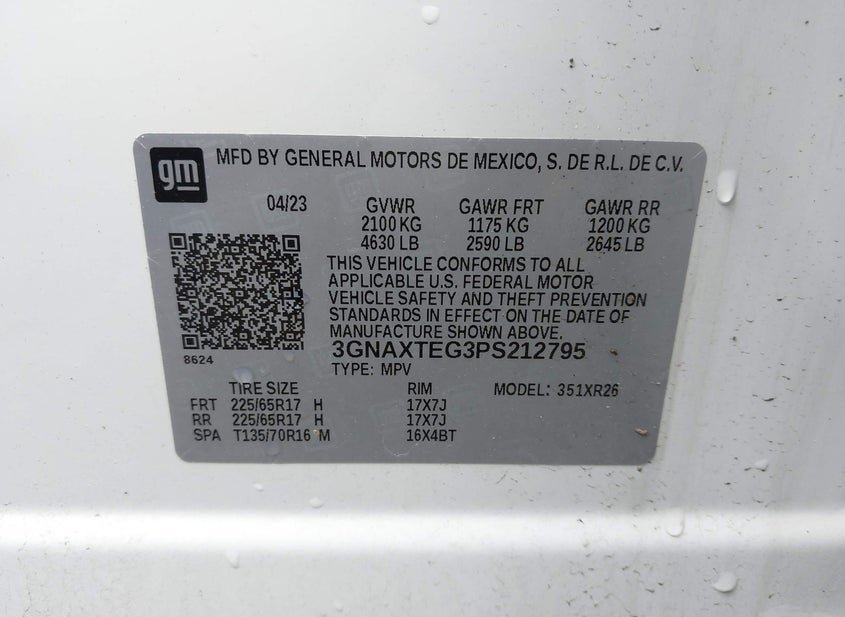 gm
MFD BY GENERAL MOTORS DE MEXICO, S. DE R.L. DE C.V.
04/23 GVWR GAWR FRT GAWR RR
2100 KG 1175 KG 1200 KG
4630 LB 2590 LB 2645 LB
THIS VEHICLE CONFORMS TO ALL
APPLICABLE U.S. FEDERAL MOTOR
VEHICLE SAFETY AND THEFT PREVENTION
STANDARDS IN EFFECT ON THE DATE OF
MANUFACTURE SHOWN ABOVE.
8624
3GNAXTEG3PS212795
TYPE: MPV
TIRE SIZE RIM MODEL: 351XR26
FRT 225/65R17 H 17X7J
RR 225/65R17 H 17X7J
SPA T135/70R16 M 16X4BT